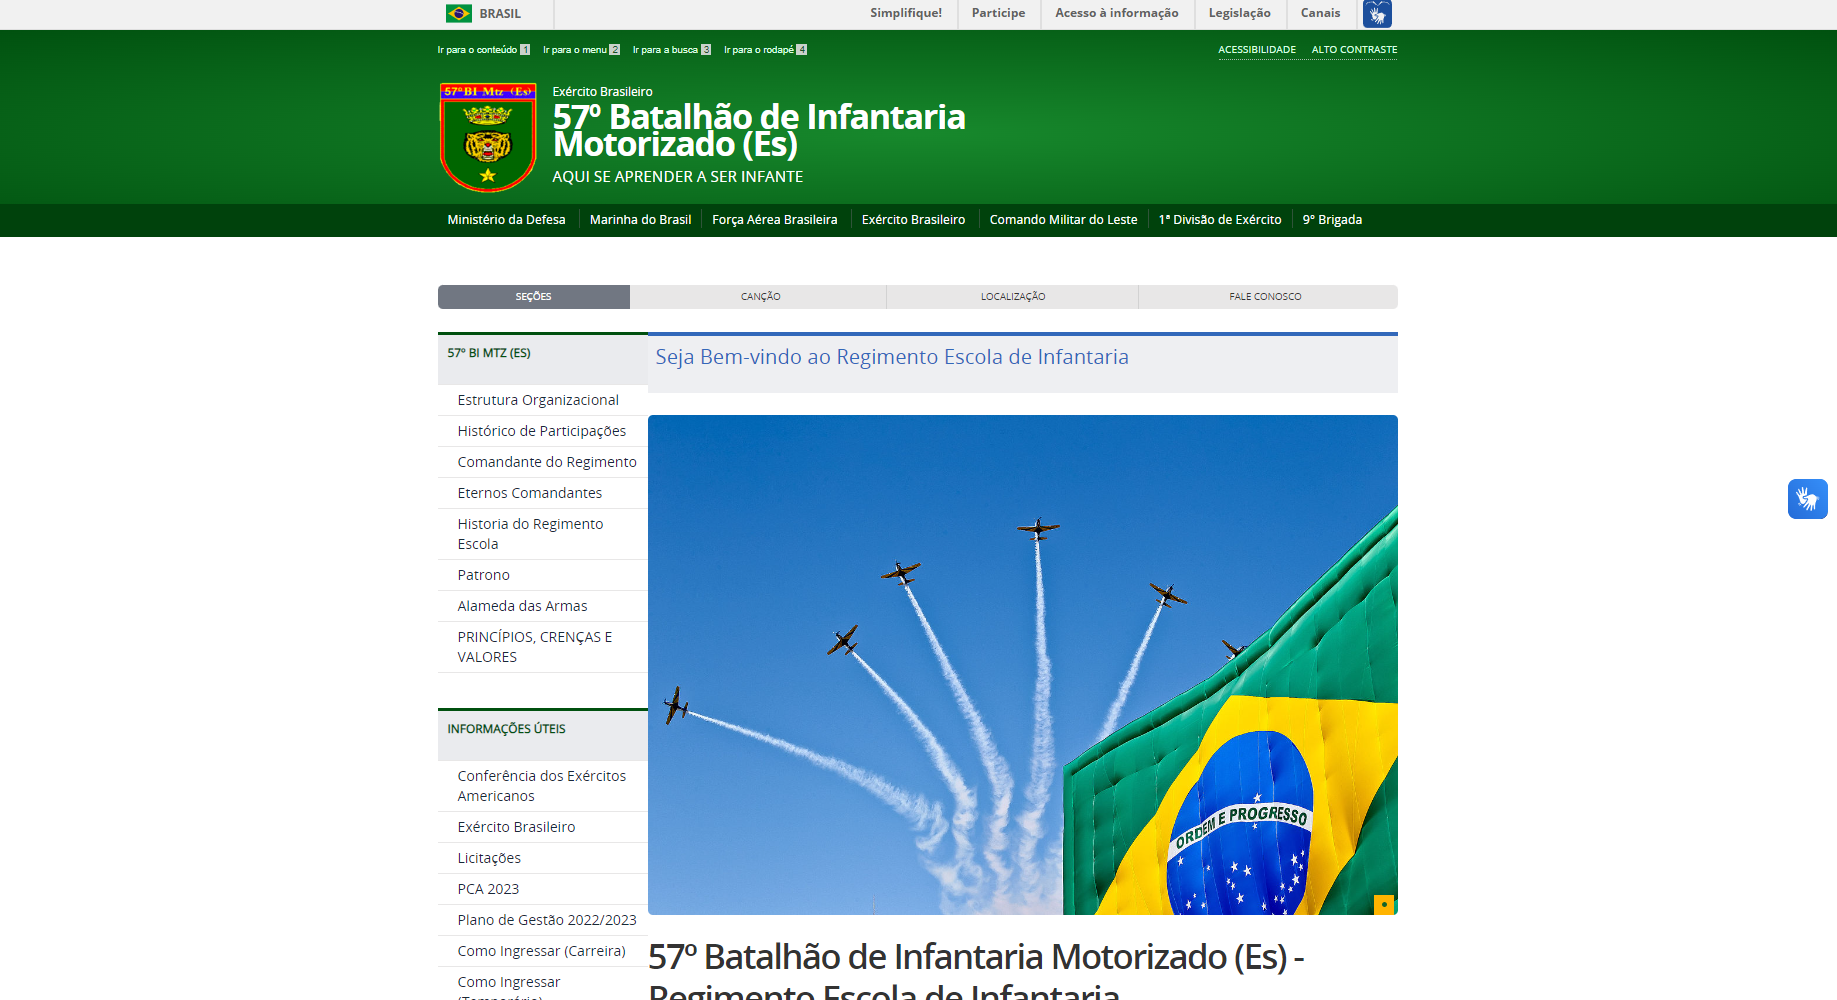 BRASIL
Simplifique!
Participe
Acesso à informação
Legislação
Canais
Ir para o conteúdo 1
Ir para o menu 2
Ir para a busca 3
Ir para o rodapé 4
ACESSIBILIDADE
ALTO CONTRASTE
57º BI Mtz (Es)
Exército Brasileiro
57º Batalhão de Infantaria
Motorizado (Es)
AQUI SE APRENDER A SER INFANTE
Ministério da Defesa
Marinha do Brasil
Força Aérea Brasileira
Exército Brasileiro
Comando Militar do Leste
1ª Divisão de Exército
9º Brigada
SEÇÕES
CANÇÃO
LOCALIZAÇÃO
FALE CONOSCO
57º BI MTZ (ES)
Estrutura Organizacional
Histórico de Participações
Comandante do Regimento
Eternos Comandantes
Historia do Regimento
Escola
Patrono
Alameda das Armas
PRINCÍPIOS, CRENÇAS E
VALORES
INFORMAÇÕES ÚTEIS
Conferência dos Exércitos
Americanos
Exército Brasileiro
Licitações
PCA 2023
Plano de Gestão 2022/2023
Como Ingressar (Carreira)
Como Ingressar
(Temporário)
Seja Bem-vindo ao Regimento Escola de Infantaria
ORDEM E PROGRESSO
57º Batalhão de Infantaria Motorizado (Es) -
Regimento Escola de Infantaria